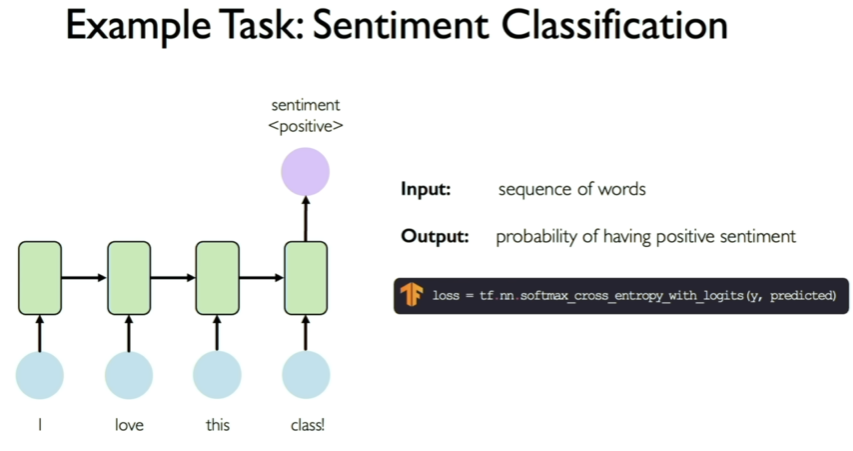 Example Task: Sentiment Classification
sentiment
<positive>
I
love
this
class!
Input: sequence of words
Output: probability of having positive sentiment
loss = tf.nn.softmax_cross_entropy_with_logits(y, predicted)